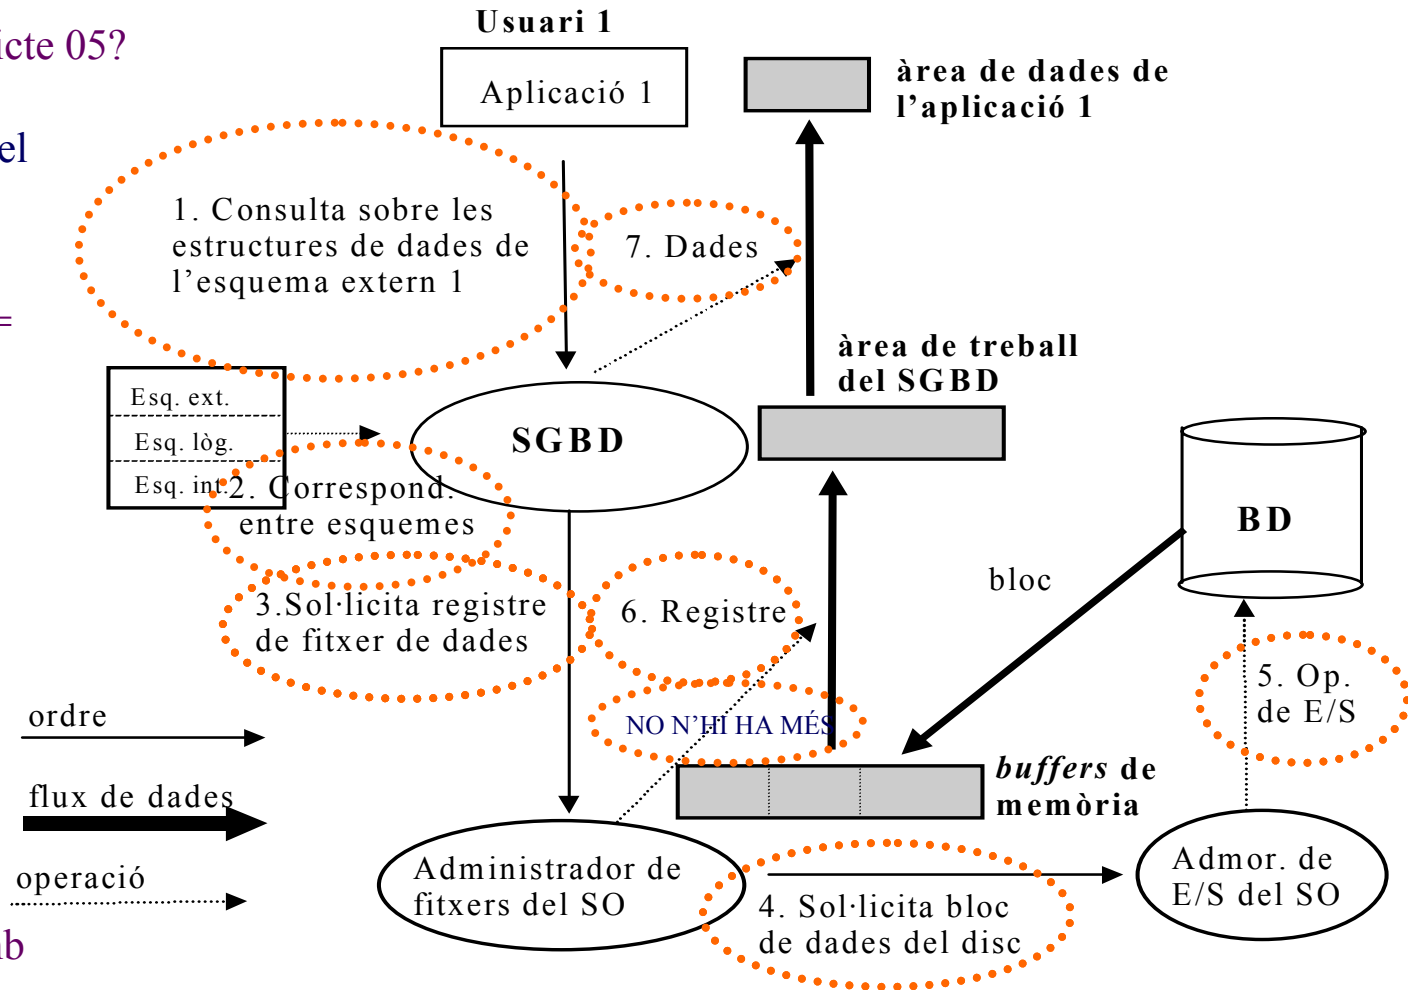 icte 05?
el
=
nb
Usuari 1
Aplicació 1
àrea de dades de
l’aplicació 1
1. Consulta sobre les
estructures de dades de
l’esquema extern 1
7. Dades
àrea de treball
del SGBD
Esq. ext.
Esq. lòg.
Esq. int.
SGBD
2. Correspond.
entre esquemes
BD
bloc
3.Sol·licita registre
de fitxer de dades
6. Registre
5. Op.
de E/S
NO N’HI HA MÉS
ordre
flux de dades
operació
buffers de
memòria
Administrador de
fitxers del SO
4. Sol·licita bloc
de dades del disc
Admor. de
E/S del SO